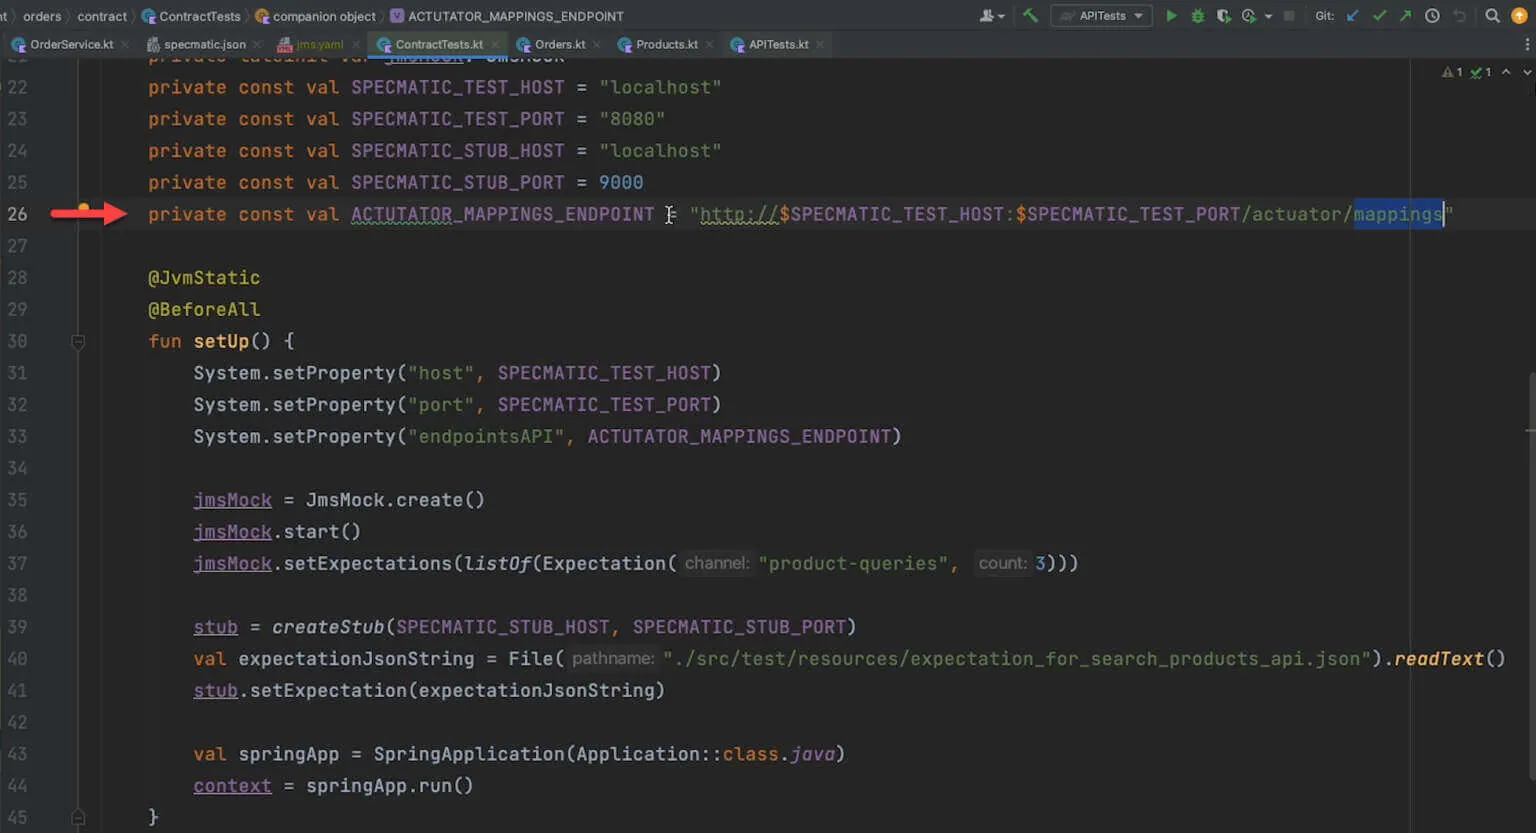 nt › orders › contract › ContractTests › companion object › ACTUTATOR_MAPPINGS_ENDPOINT APITests Git:
OrderService.kt specmatic.json jms.yaml ContractTests.kt Orders.kt Products.kt APITests.kt
21 private lateinit var jmsMock: JmsMock
22 private const val SPECMATIC_TEST_HOST = "localhost" 1 1
23 private const val SPECMATIC_TEST_PORT = "8080"
24 private const val SPECMATIC_STUB_HOST = "localhost"
25 private const val SPECMATIC_STUB_PORT = 9000
26 private const val ACTUTATOR_MAPPINGS_ENDPOINT = "http://$SPECMATIC_TEST_HOST:$SPECMATIC_TEST_PORT/actuator/mappings"
27
28 @JvmStatic
29 @BeforeAll
30 fun setUp() {
31 System.setProperty("host", SPECMATIC_TEST_HOST)
32 System.setProperty("port", SPECMATIC_TEST_PORT)
33 System.setProperty("endpointsAPI", ACTUTATOR_MAPPINGS_ENDPOINT)
34
35 jmsMock = JmsMock.create()
36 jmsMock.start()
37 jmsMock.setExpectations(listOf(Expectation( channel: "product-queries", count: 3)))
38
39 stub = createStub(SPECMATIC_STUB_HOST, SPECMATIC_STUB_PORT)
40 val expectationJsonString = File( pathname: "./src/test/resources/expectation_for_search_products_api.json").readText()
41 stub.setExpectation(expectationJsonString)
42
43 val springApp = SpringApplication(Application::class.java)
44 context = springApp.run()
45 }